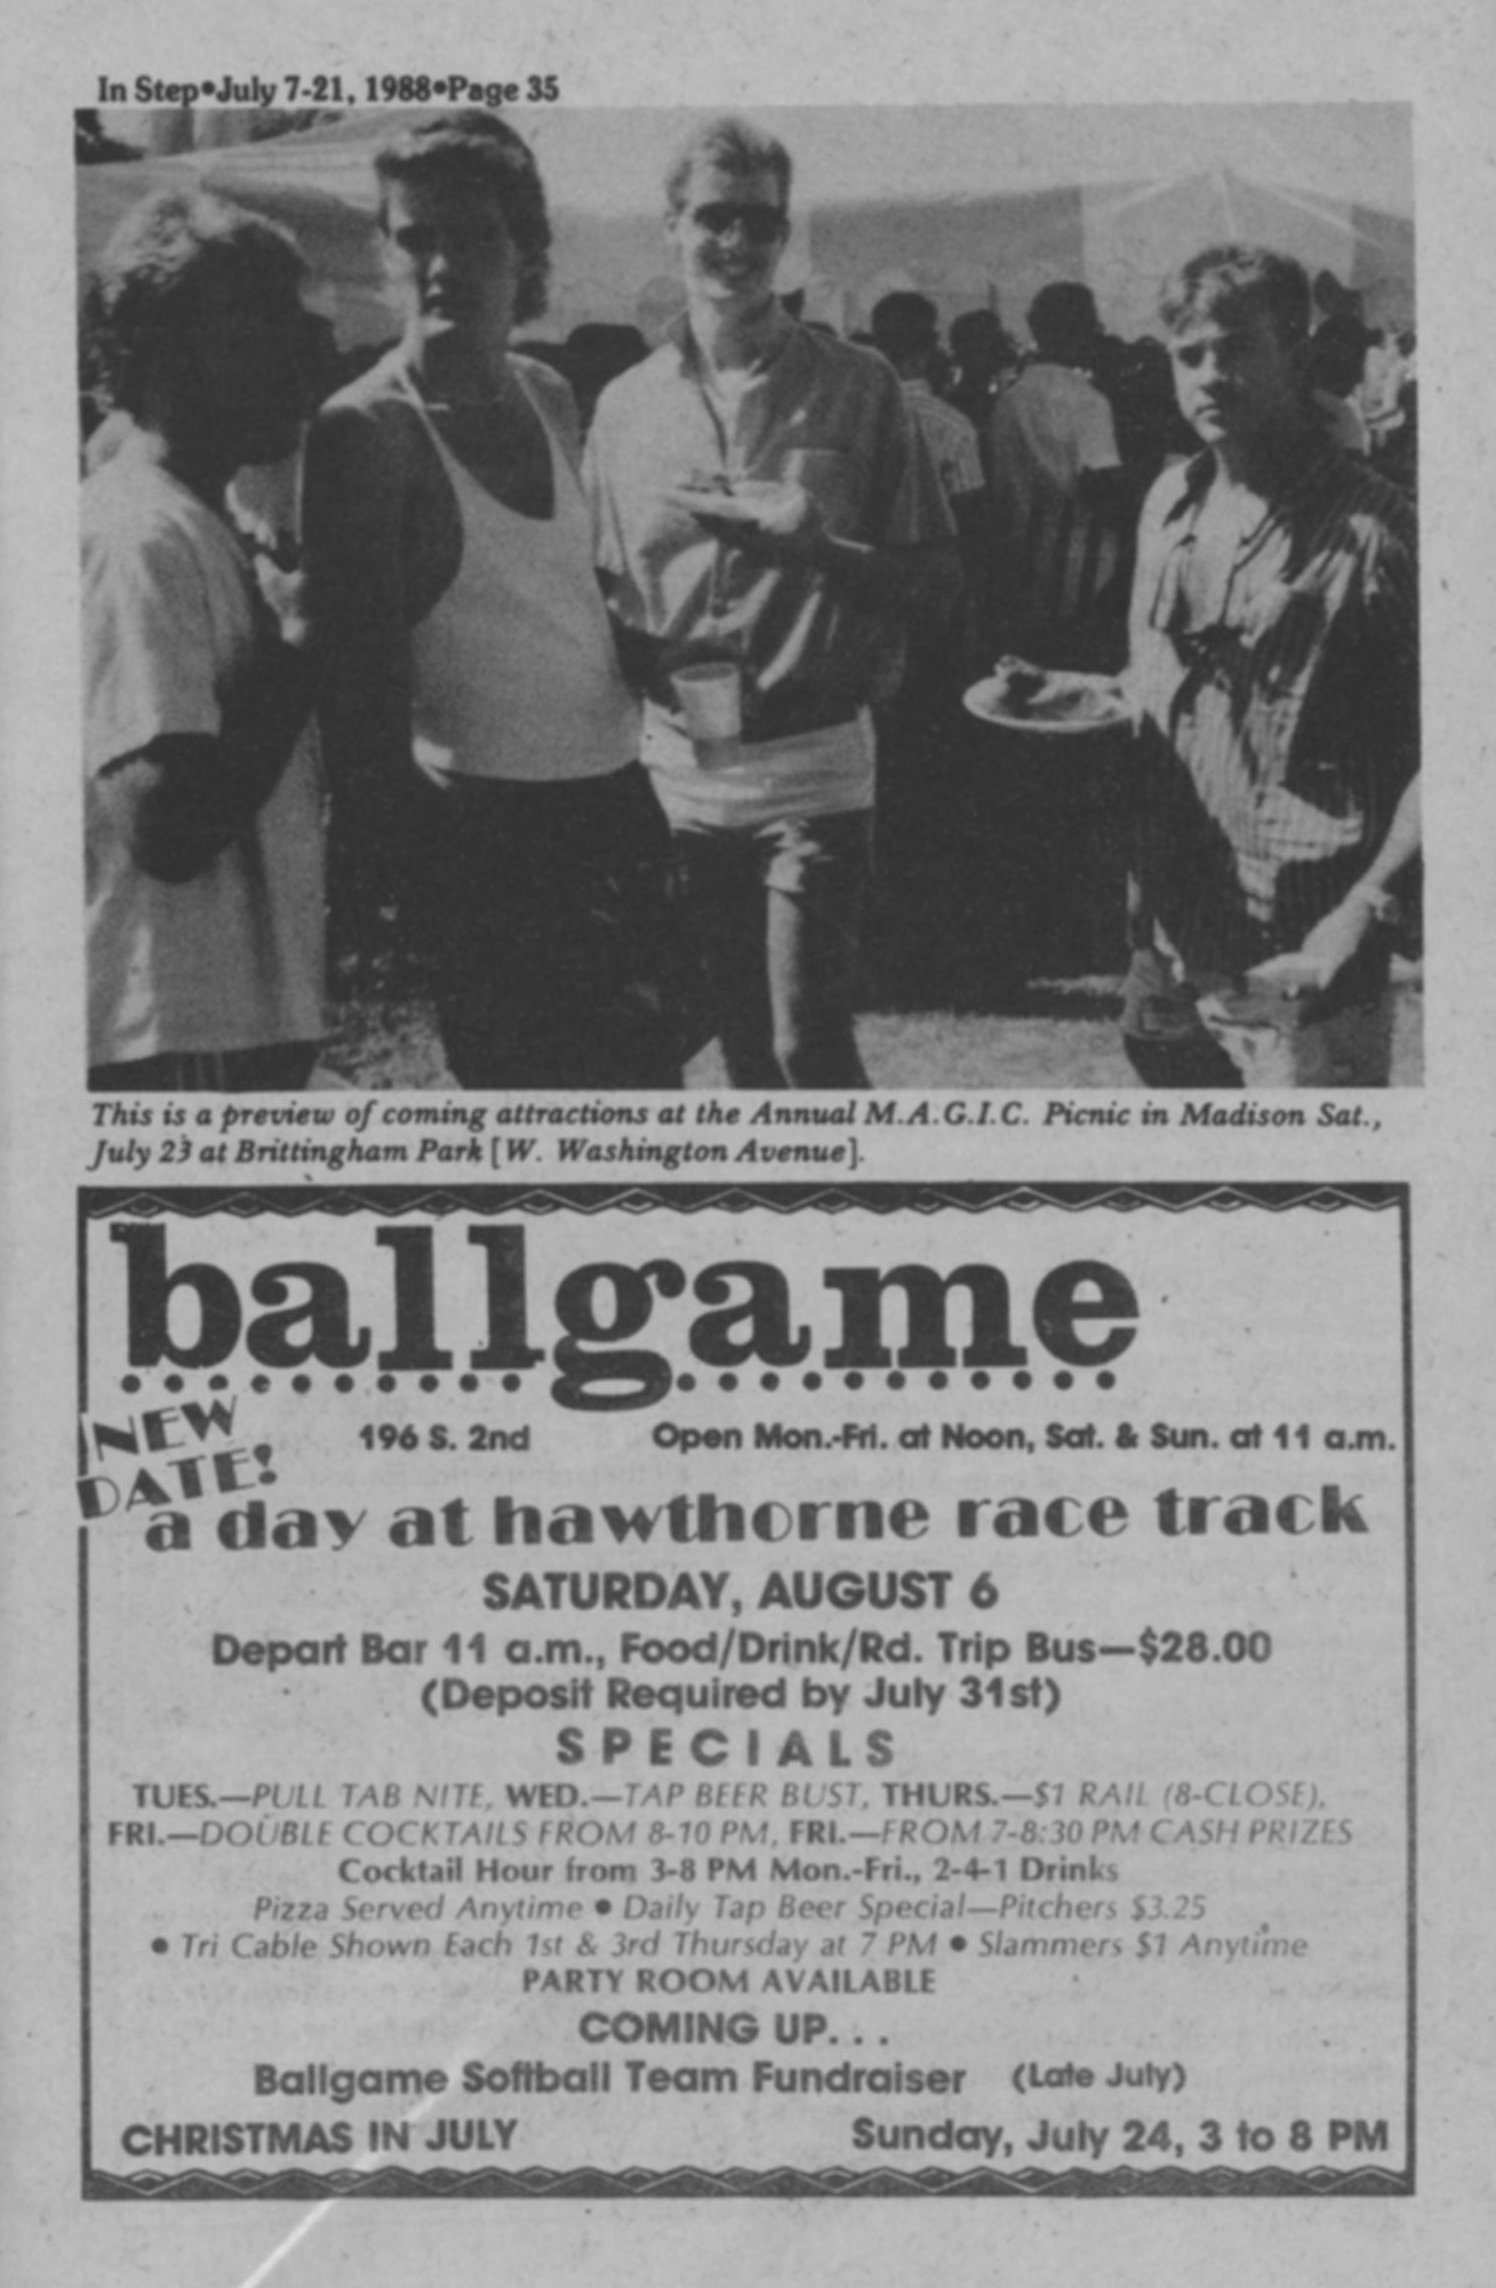 In Step•July 7-21, 1988•Page 35
This is a preview of coming attractions at the Annual M.A.G.I.C. Picnic in Madison Sat.,
July 23 at Brittingham Park [W. Washington Avenue].
ballgame
NEW
DATE!
196 S. 2nd Open Mon.-Fri. at Noon, Sat. & Sun. at 11 a.m.
a day at hawthorne race track
SATURDAY, AUGUST 6
Depart Bar 11 a.m., Food/Drink/Rd. Trip Bus—$28.00
(Deposit Required by July 31st)
SPECIALS
TUES.—PULL TAB NITE, WED.—TAP BEER BUST, THURS.—$1 RAIL (8-CLOSE),
FRI.—DOUBLE COCKTAILS FROM 8-10 PM, FRI.—FROM 7-8:30 PM CASH PRIZES
Cocktail Hour from 3-8 PM Mon.-Fri., 2-4-1 Drinks
Pizza Served Anytime • Daily Tap Beer Special—Pitchers $3.25
• Tri Cable Shown Each 1st & 3rd Thursday at 7 PM • Slammers $1 Anytime
PARTY ROOM AVAILABLE
COMING UP...
Ballgame Softball Team Fundraiser (Late July)
CHRISTMAS IN JULY Sunday, July 24, 3 to 8 PM